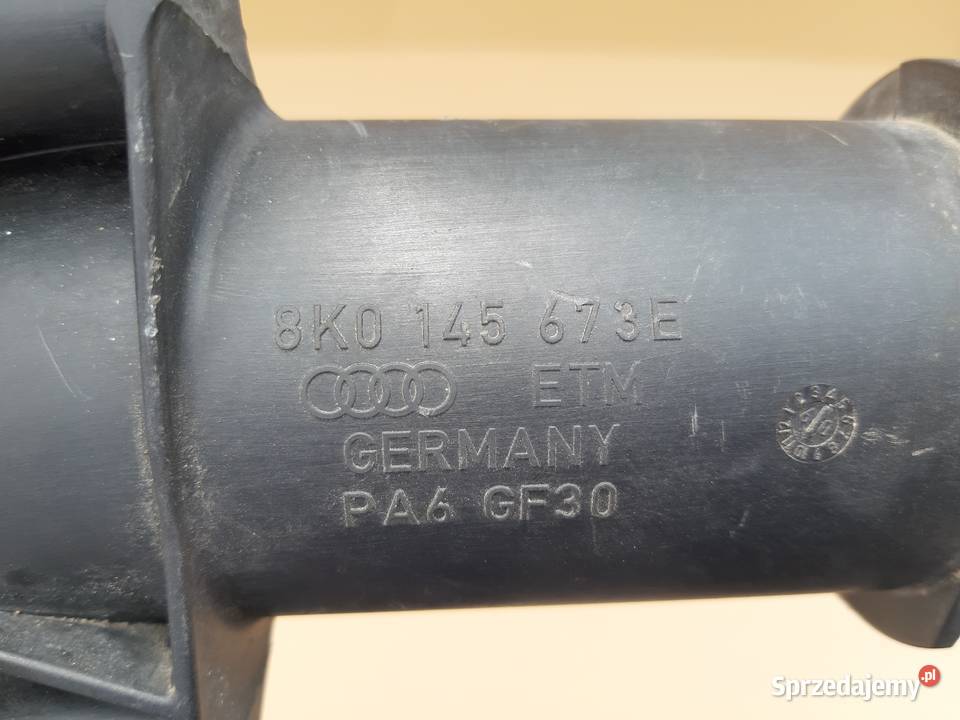 8K0 145 673E
ETM
GERMANY
PA6 GF30
Sprzedajemy.pl